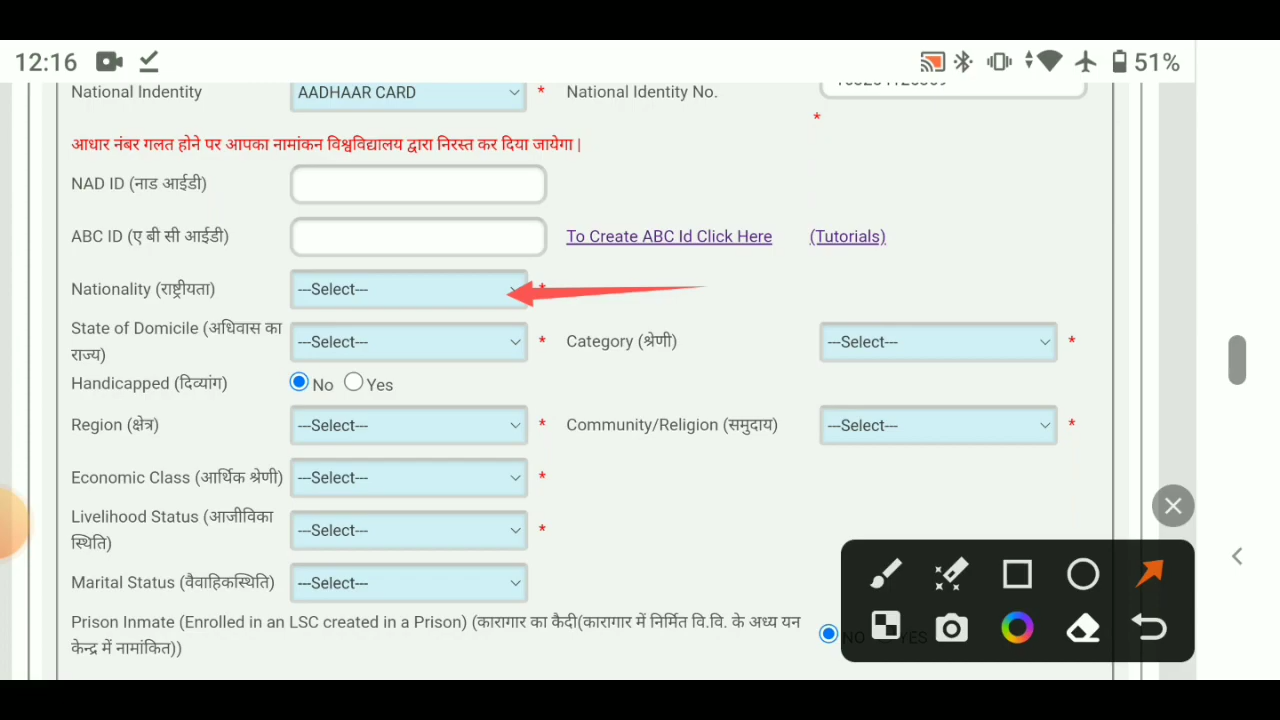 12:16 51%
National Indentity AADHAAR CARD * National Identity No.
*
आधार नंबर गलत होने पर आपका नामांकन विश्वविद्यालय द्वारा निरस्त कर दिया जायेगा |
NAD ID (नाड आईडी)
ABC ID (ए बी सी आईडी) To Create ABC Id Click Here (Tutorials)
Nationality (राष्ट्रीयता) ---Select--- *
State of Domicile (अधिवास का
राज्य) ---Select--- * Category (श्रेणी) ---Select--- *
Handicapped (दिव्यांग) No Yes
Region (क्षेत्र) ---Select--- * Community/Religion (समुदाय) ---Select--- *
Economic Class (आर्थिक श्रेणी) ---Select--- *
Livelihood Status (आजीविका
स्थिति) ---Select--- *
Marital Status (वैवाहिकस्थिति) ---Select---
Prison Inmate (Enrolled in an LSC created in a Prison) (कारागार का कैदी(कारागार में निर्मित वि.वि. के अध्य यन
केन्द्र में नामांकित)) NO YES